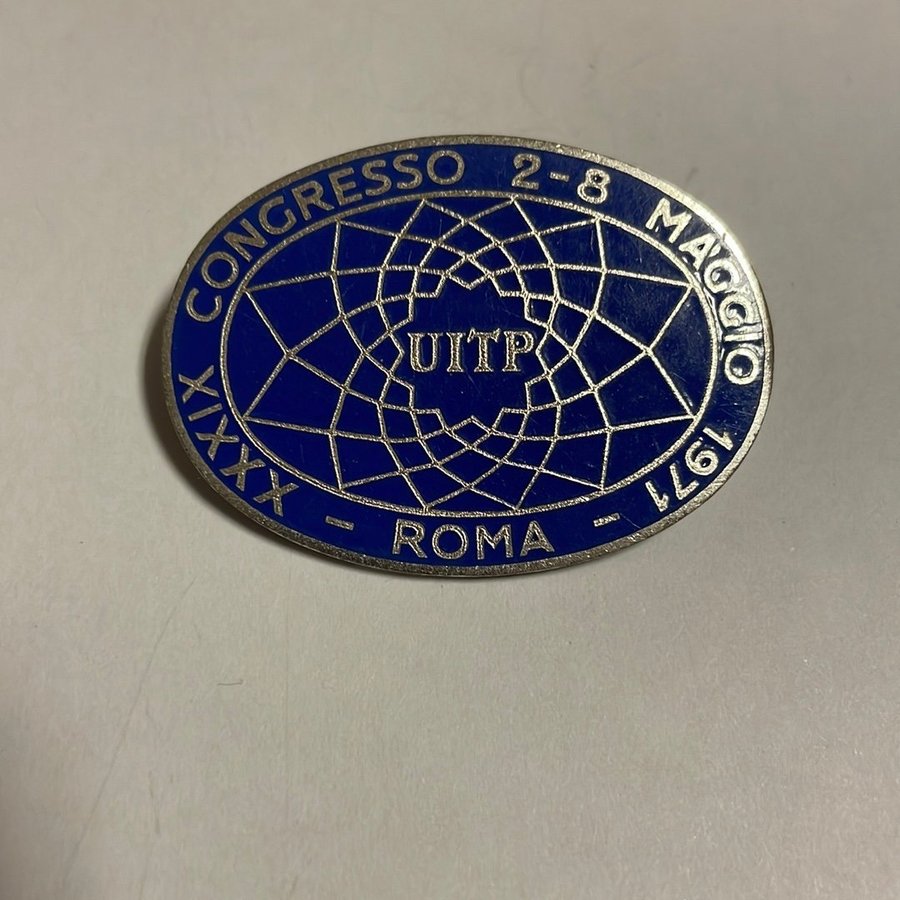 XXXIX CONGRESSO 2-8 MAGGIO 1971 - ROMA -
UITP